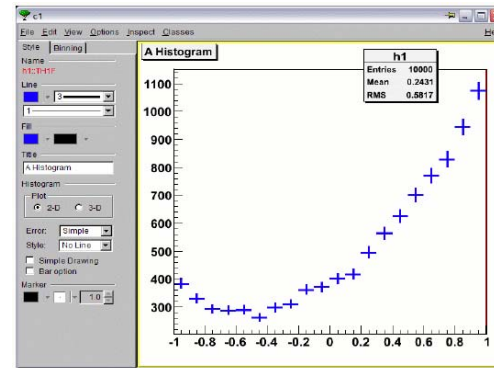 c1
File Edit View Options Inspect Classes
Style Binning
Name
h1::TH1F
Line
3
1
Fill
Title
A Histogram
Histogram
Plot
2-D 3-D
Error: Simple
Style: No Line
Simple Drawing
Bar option
Marker
1.0
A Histogram
h1
Entries 10000
Mean 0.2431
RMS 0.5817
1100
1000
900
800
700
600
500
400
300
-1 -0.8 -0.6 -0.4 -0.2 0 0.2 0.4 0.6 0.8 1